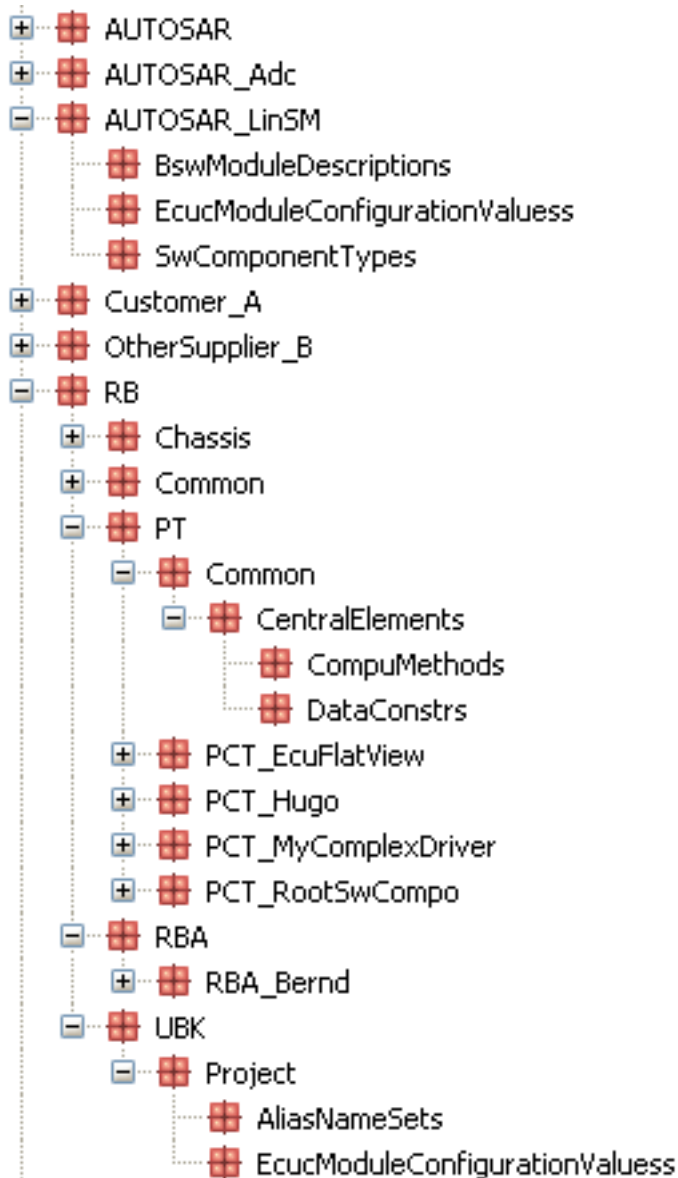 AUTOSAR
AUTOSAR_Adc
AUTOSAR_LinSM
BswModuleDescriptions
EcucModuleConfigurationValuess
SwComponentTypes
Customer_A
OtherSupplier_B
RB
Chassis
Common
PT
Common
CentralElements
CompuMethods
DataConstrs
PCT_EcuFlatView
PCT_Hugo
PCT_MyComplexDriver
PCT_RootSwCompo
RBA
RBA_Bernd
UBK
Project
AliasNameSets
EcucModuleConfigurationValuess